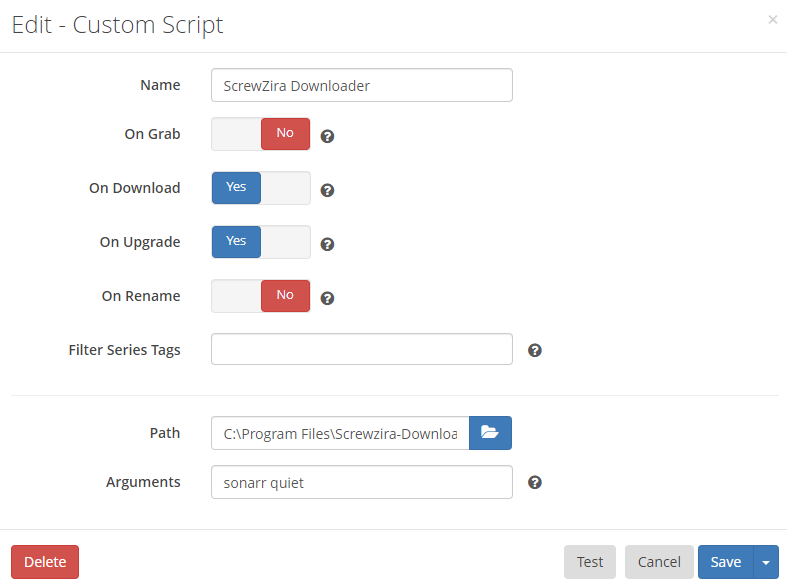 Edit - Custom Script
×
Name
ScrewZira Downloader
On Grab
No
On Download
Yes
On Upgrade
Yes
On Rename
No
Filter Series Tags
Path
C:\Program Files\Screwzira-Downloa
Arguments
sonarr quiet
Delete
Test
Cancel
Save